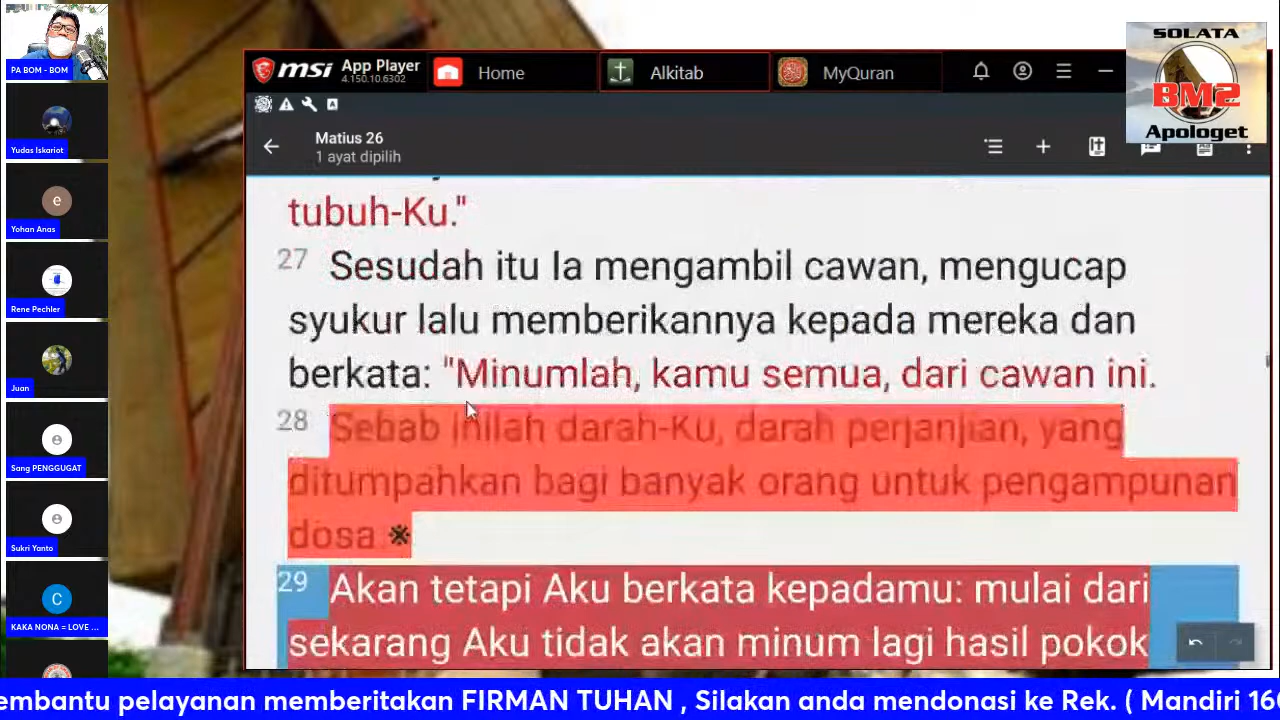 PA BOM - BOM
Yudas Iskariot
e
Yohan Anas
Rene Pechler
Juan
Sang PENGGUGAT
Sukri Yanto
C
KAKA NONA = LOVE ...
msi App Player
4.150.10.6302
Home
Alkitab
MyQuran
SOLATA
BM2
Apologet
Matius 26
1 ayat dipilih
tubuh-Ku."
27 Sesudah itu Ia mengambil cawan, mengucap
syukur lalu memberikannya kepada mereka dan
berkata: "Minumlah, kamu semua, dari cawan ini.
28 Sebab inilah darah-Ku, darah perjanjian, yang
ditumpahkan bagi banyak orang untuk pengampunan
dosa ※
29 Akan tetapi Aku berkata kepadamu: mulai dari
sekarang Aku tidak akan minum lagi hasil pokok
embantu pelayanan memberitakan FIRMAN TUHAN , Silakan anda mendonasi ke Rek. ( Mandiri 16